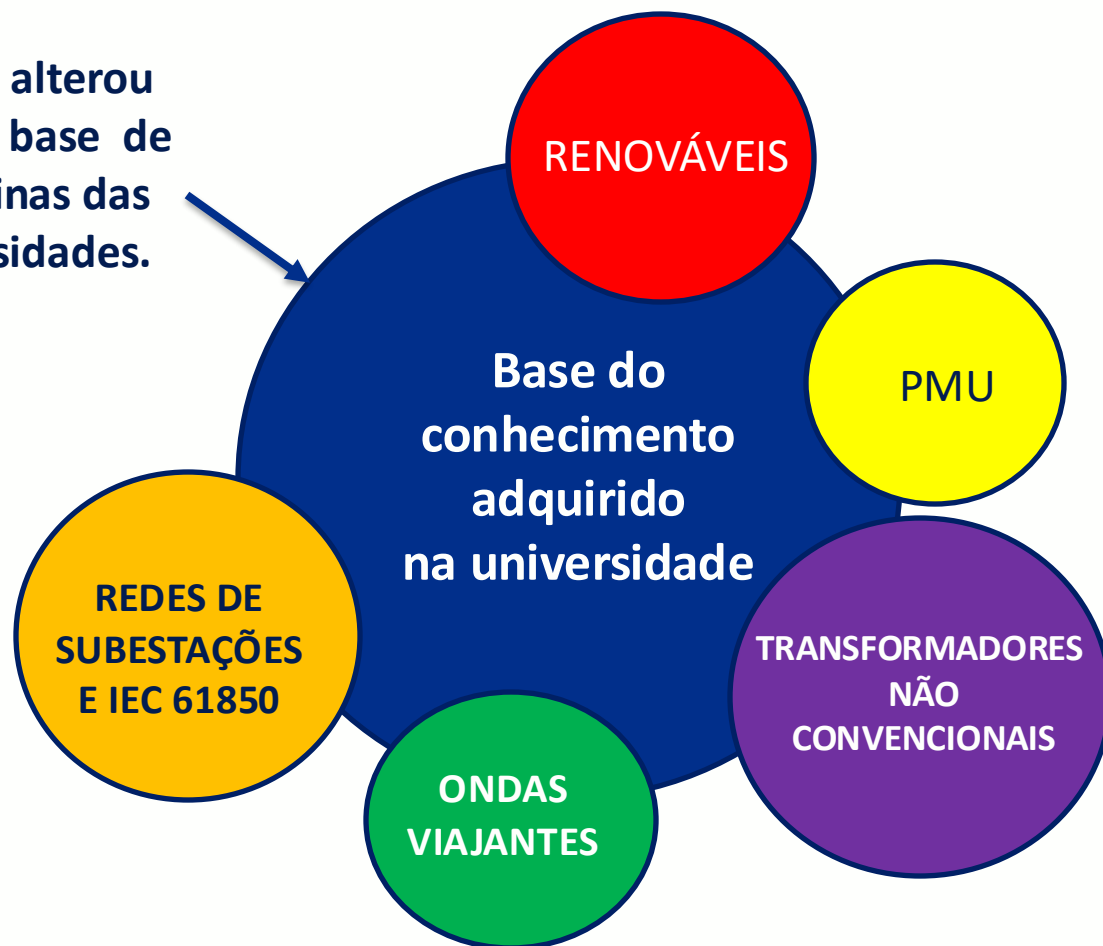 alterou
base de
inas das
sidades.
RENOVÁVEIS
PMU
Base do
conhecimento
adquirido
na universidade
REDES DE
SUBESTAÇÕES
E IEC 61850
TRANSFORMADORES
NÃO
CONVENCIONAIS
ONDAS
VIAJANTES